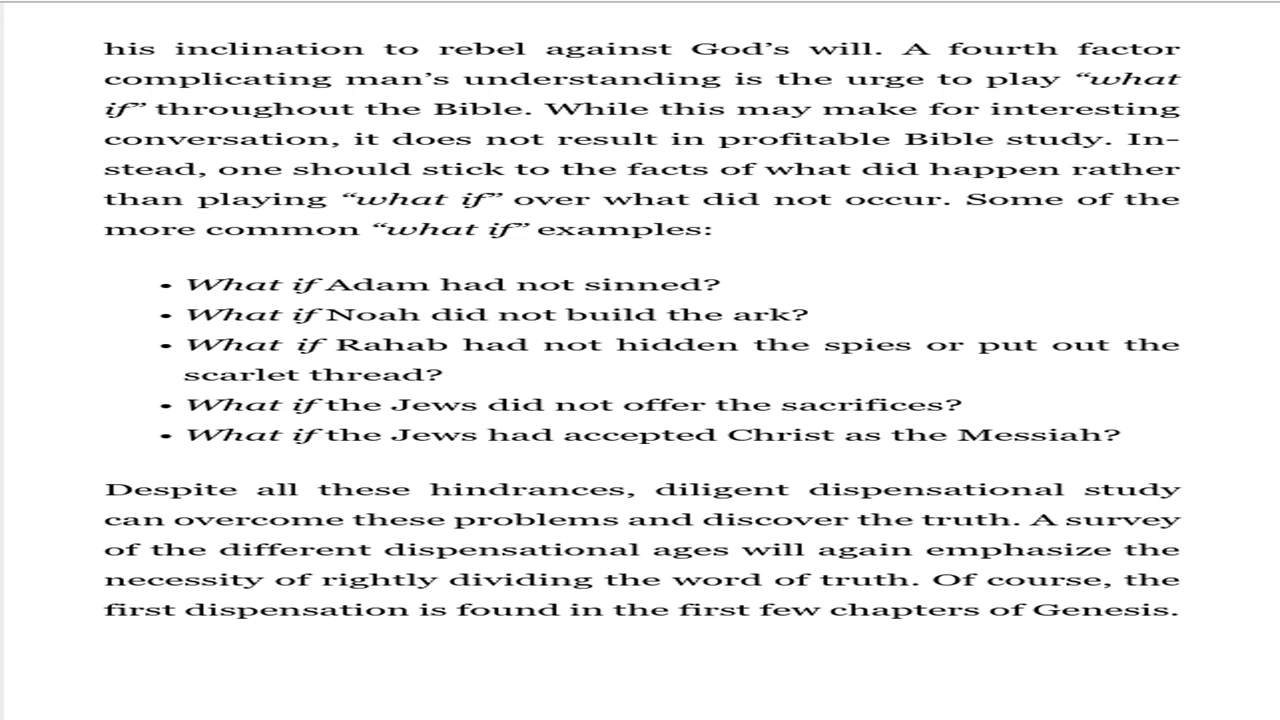 his inclination to rebel against God’s will. A fourth factor
complicating man’s understanding is the urge to play “what
if” throughout the Bible. While this may make for interesting
conversation, it does not result in profitable Bible study. In-
stead, one should stick to the facts of what did happen rather
than playing “what if” over what did not occur. Some of the
more common “what if” examples:
• What if Adam had not sinned?
• What if Noah did not build the ark?
• What if Rahab had not hidden the spies or put out the
scarlet thread?
• What if the Jews did not offer the sacrifices?
• What if the Jews had accepted Christ as the Messiah?
Despite all these hindrances, diligent dispensational study
can overcome these problems and discover the truth. A survey
of the different dispensational ages will again emphasize the
necessity of rightly dividing the word of truth. Of course, the
first dispensation is found in the first few chapters of Genesis.